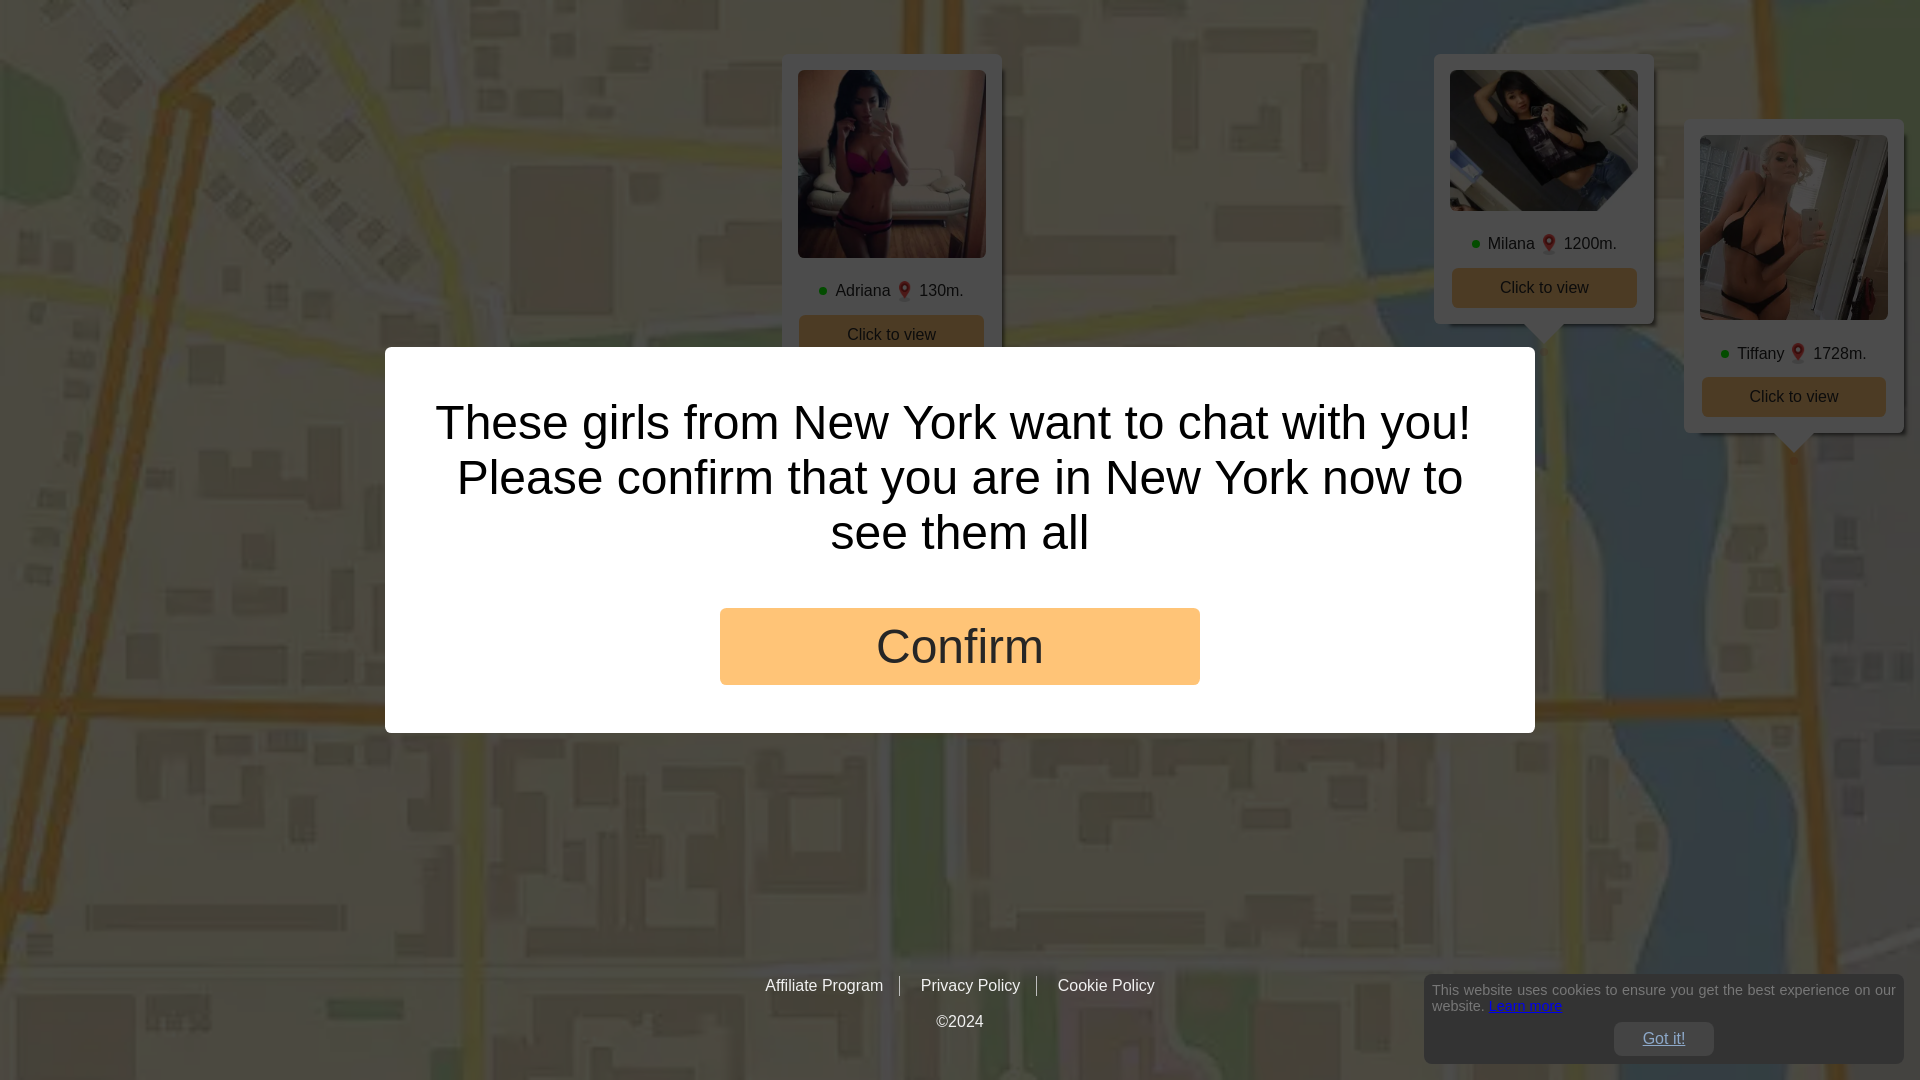 Adriana 130m.
Click to view
Milana 1200m.
Click to view
Tiffany 1728m.
Click to view
These girls from New York want to chat with you!
Please confirm that you are in New York now to
see them all
Confirm
Affiliate Program
Privacy Policy
Cookie Policy
©2024
This website uses cookies to ensure you get the best experience on our
website. Learn more
Got it!